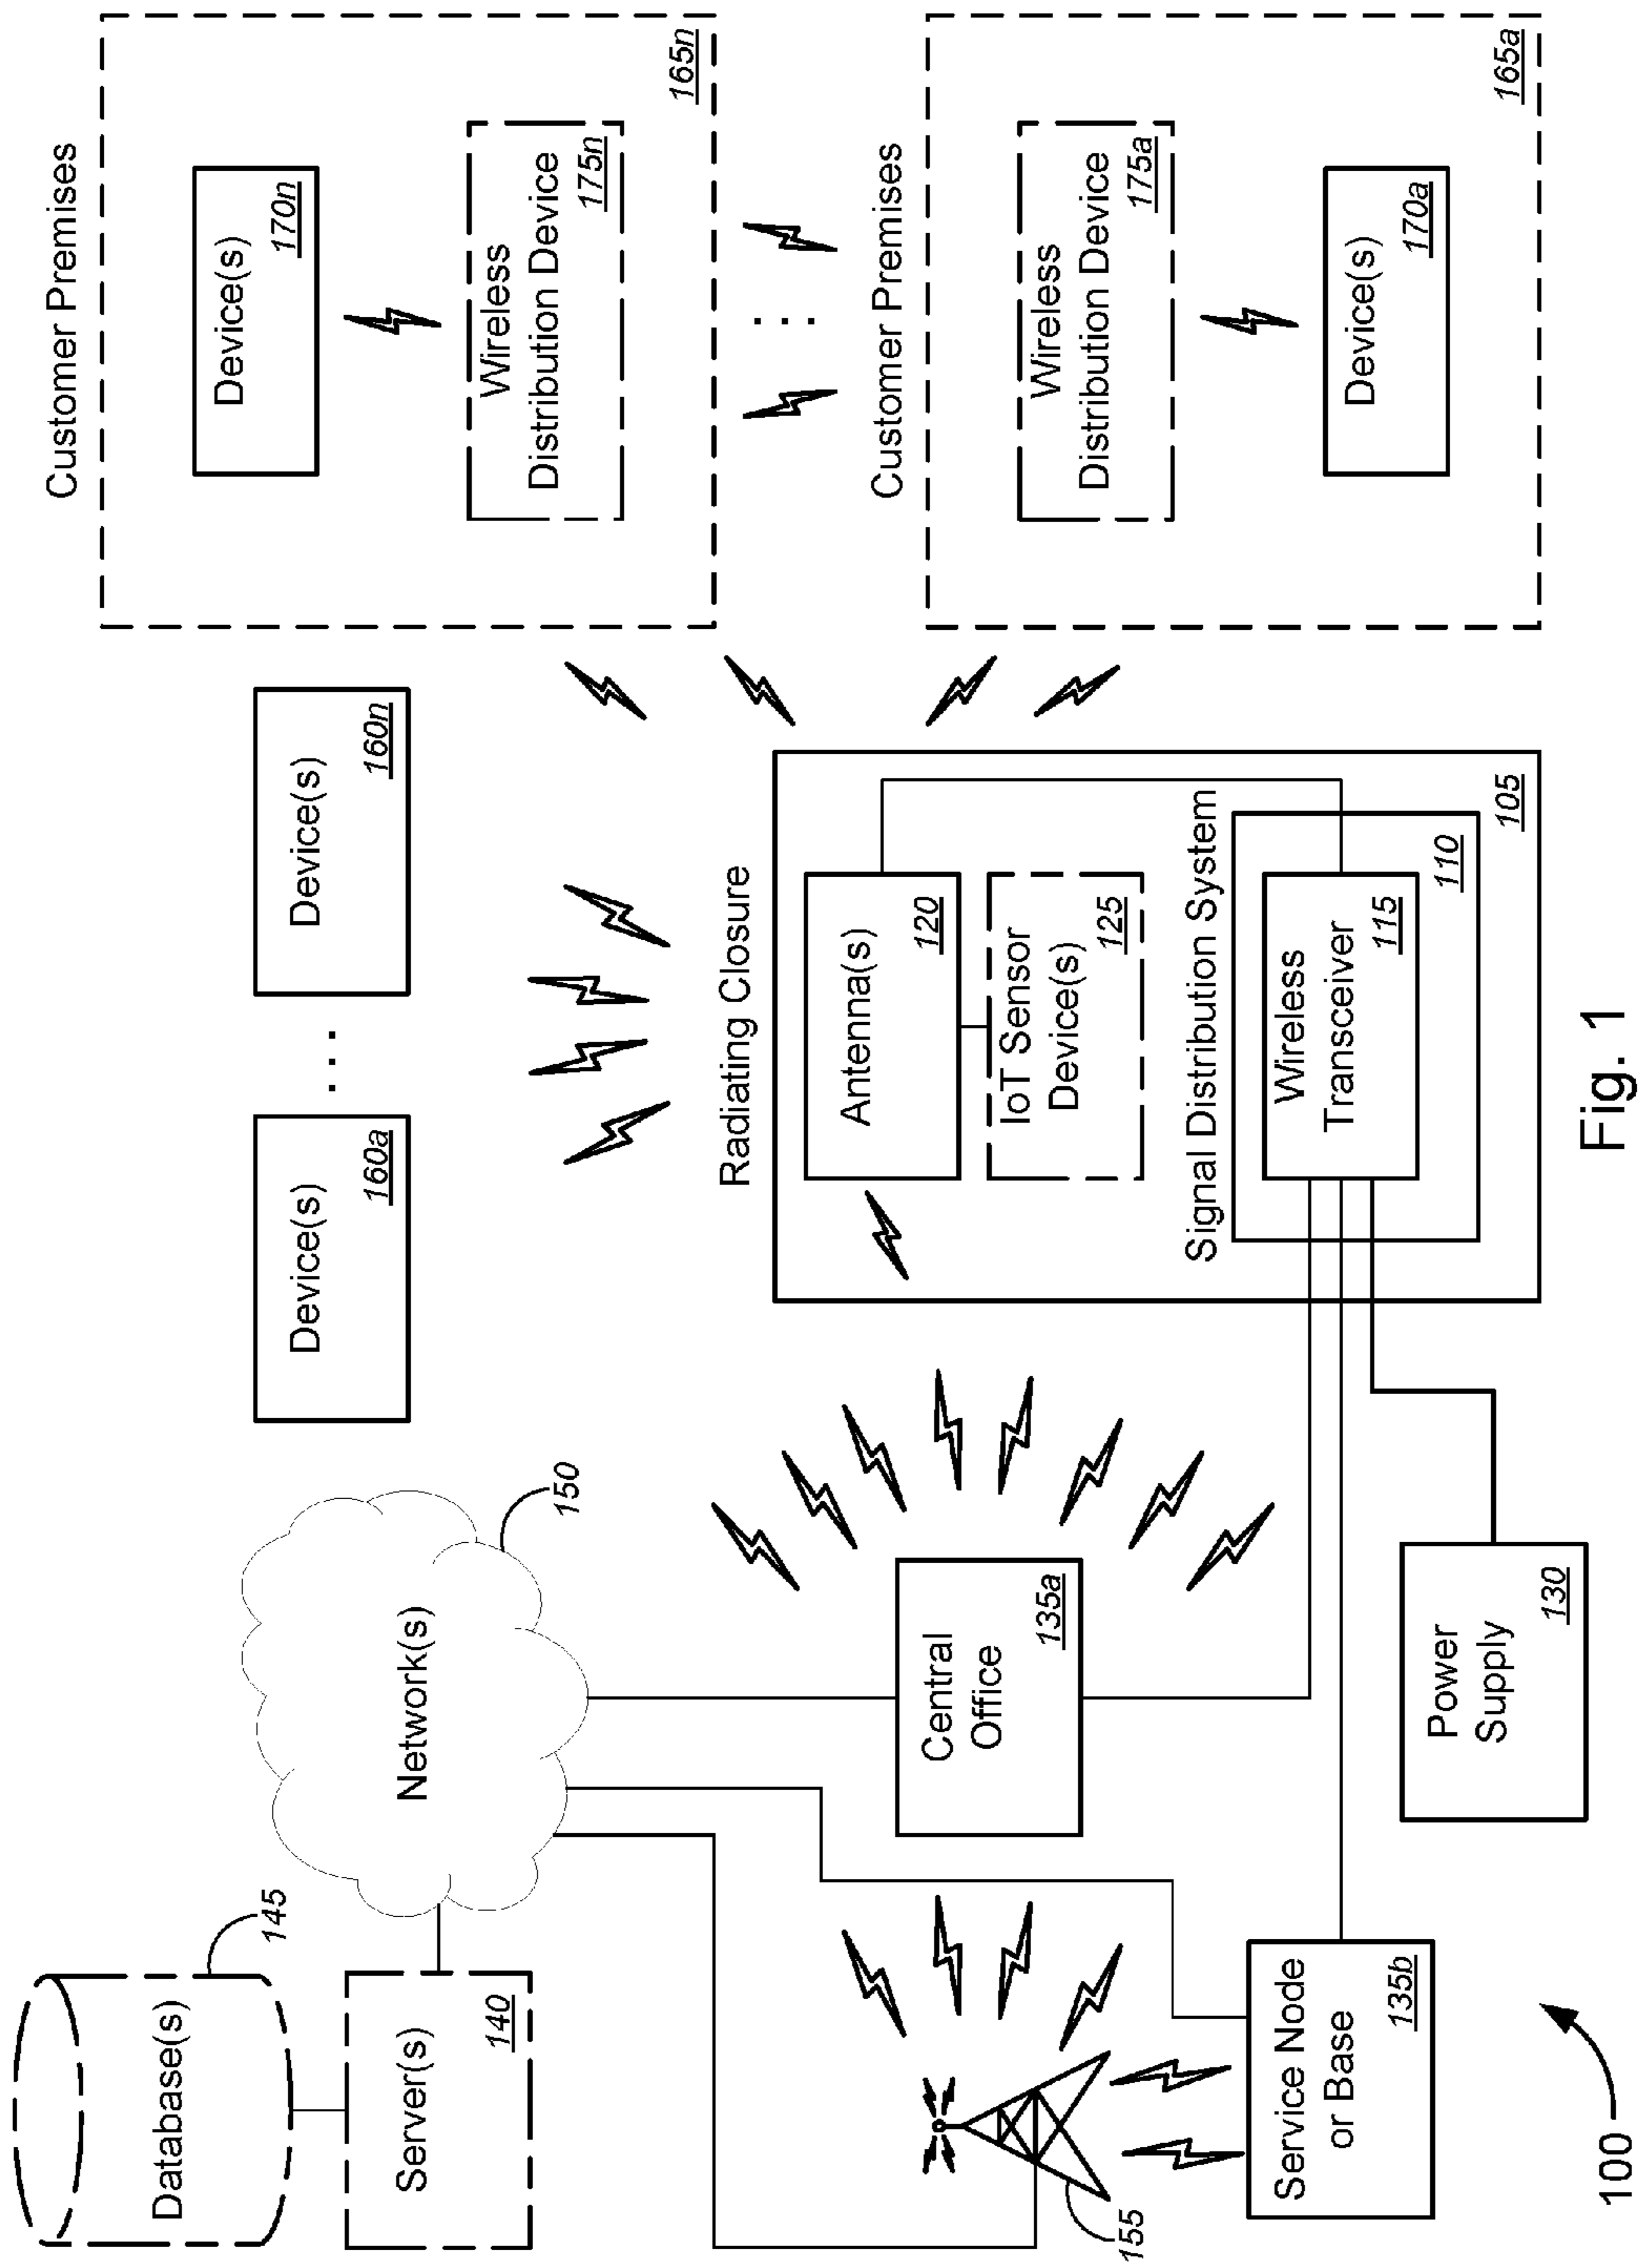 Database(s)
145
Server(s)
140
Network(s)
150
Device(s)
160a
. . .
Device(s)
160n
Customer Premises
Device(s)
170n
Wireless
Distribution Device
175n
165n
. . .
Customer Premises
Wireless
Distribution Device
175a
Device(s)
170a
165a
Radiating Closure
Antenna(s)
120
IoT Sensor
Device(s)
125
Signal Distribution System
Wireless
Transceiver
115
110
105
Central
Office
135a
155
Service Node
or Base
135b
Power
Supply
130
100
Fig. 1